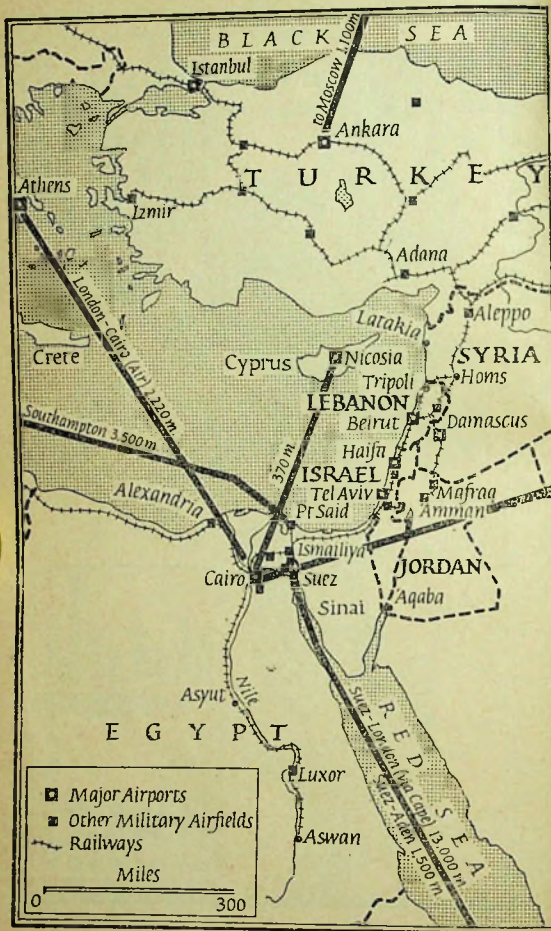 BLACK SEA
Istanbul
to Moscow 1,100m
Ankara
TURKEY
Athens
Izmir
Adana
London-Cairo (Air) 2,220m
Latakia
Aleppo
Crete
Cyprus
Nicosia
SYRIA
Tripoli
Homs
LEBANON
Southampton 3,500m
Beirut
Damascus
370 m.
Haifa
ISRAEL
Tel Aviv
Mafraa
Alexandria
Pt Said
Amman
Ismailiya
Cairo
Suez
JORDAN
Sinai
Aqaba
Asyut
Nile
RED SEA
Suez-London (via Cape) 13,000 m
Suez-Aden 1,500 m
EGYPT
Luxor
Aswan
Major Airports
Other Military Airfields
Railways
Miles
0 300